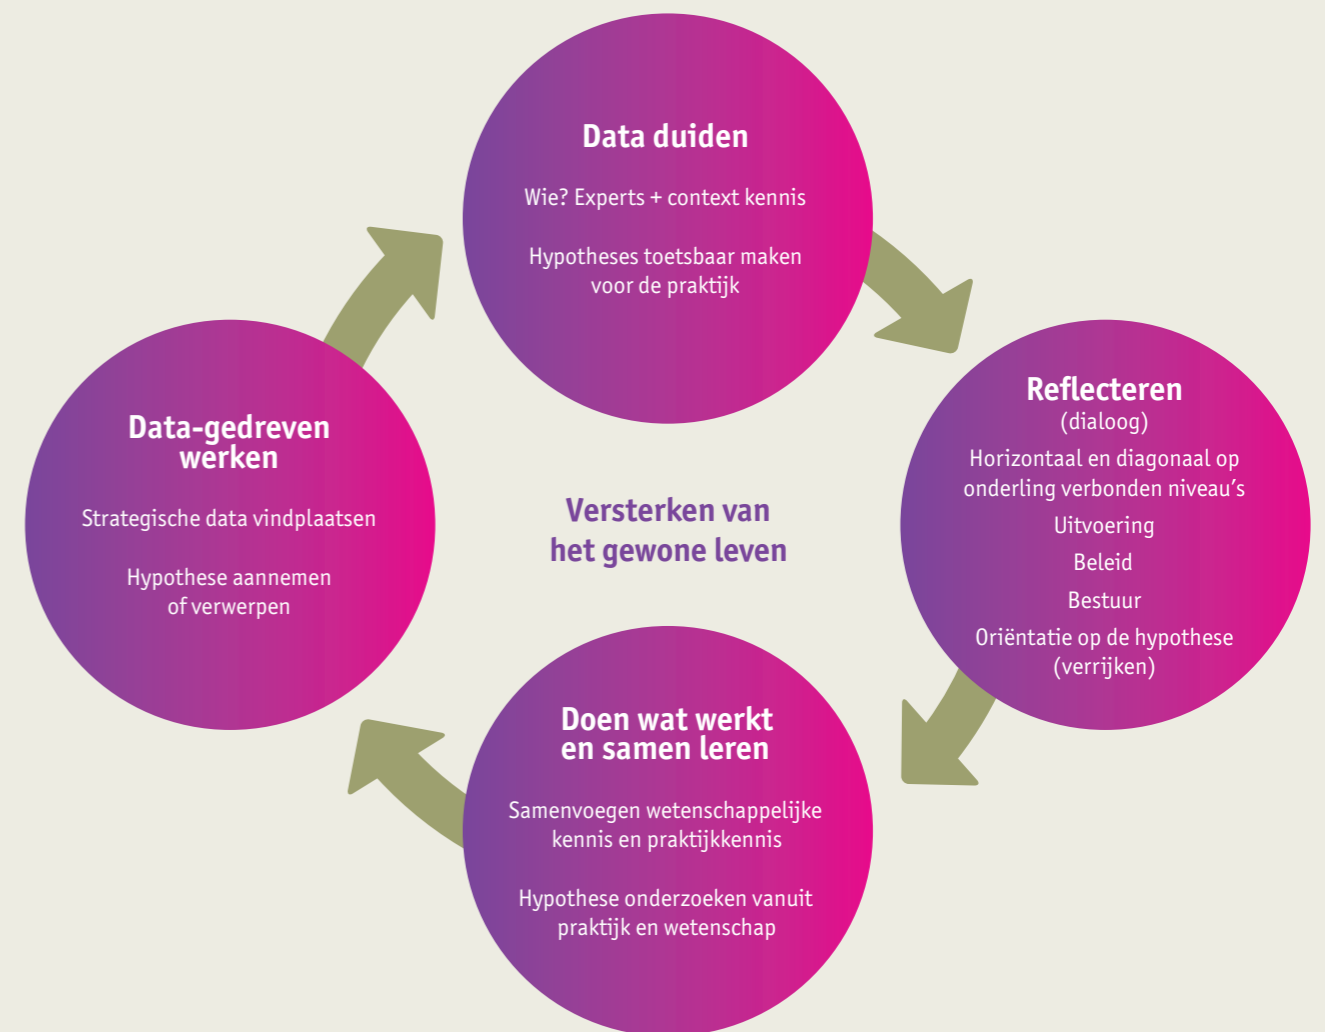 Data duiden
Wie? Experts + context kennis
Hypotheses toetsbaar maken
voor de praktijk
Reflecteren
(dialoog)
Horizontaal en diagonaal op
onderling verbonden niveau's
Uitvoering
Beleid
Bestuur
Oriëntatie op de hypothese
(verrijken)
Doen wat werkt
en samen leren
Samenvoegen wetenschappelijke
kennis en praktijkkennis
Hypothese onderzoeken vanuit
praktijk en wetenschap
Data-gedreven
werken
Strategische data vindplaatsen
Hypothese aannemen
of verwerpen
Versterken van
het gewone leven